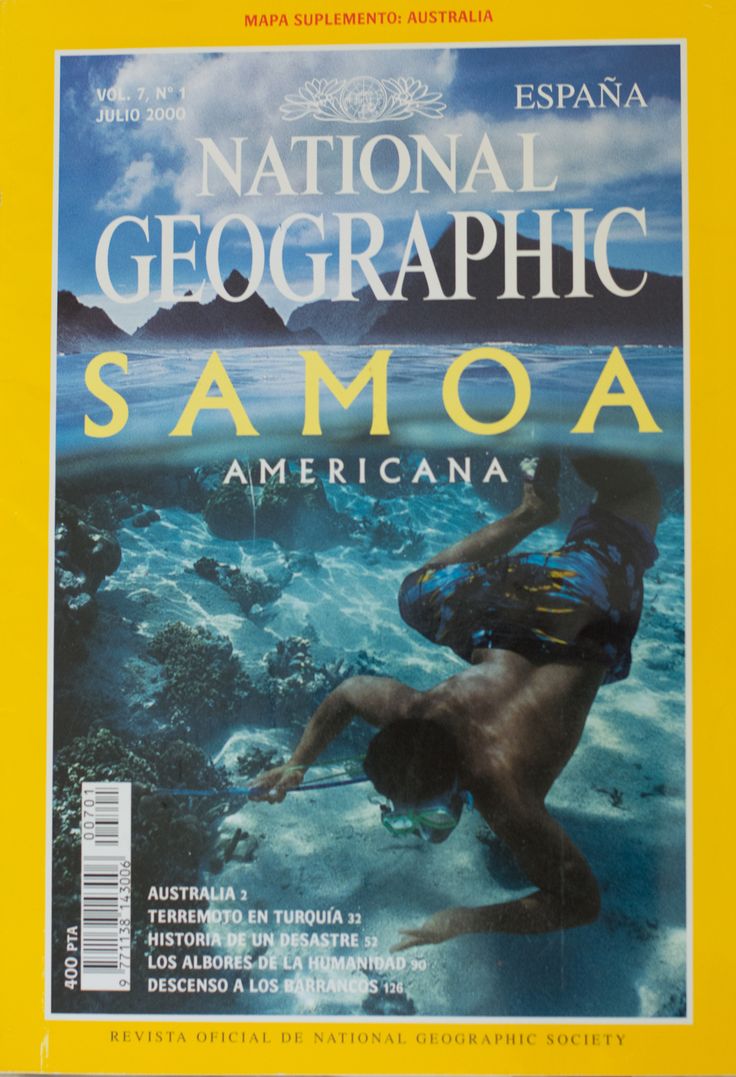 MAPA SUPLEMENTO: AUSTRALIA
VOL. 7, Nº 1
JULIO 2000
ESPAÑA
NATIONAL
GEOGRAPHIC
SAMOA
AMERICANA
AUSTRALIA 2
TERREMOTO EN TURQUÍA 32
HISTORIA DE UN DESASTRE 52
LOS ALBORES DE LA HUMANIDAD 90
DESCENSO A LOS BARRANCOS 126
400 PTA
9 771138 143006
00701
REVISTA OFICIAL DE NATIONAL GEOGRAPHIC SOCIETY